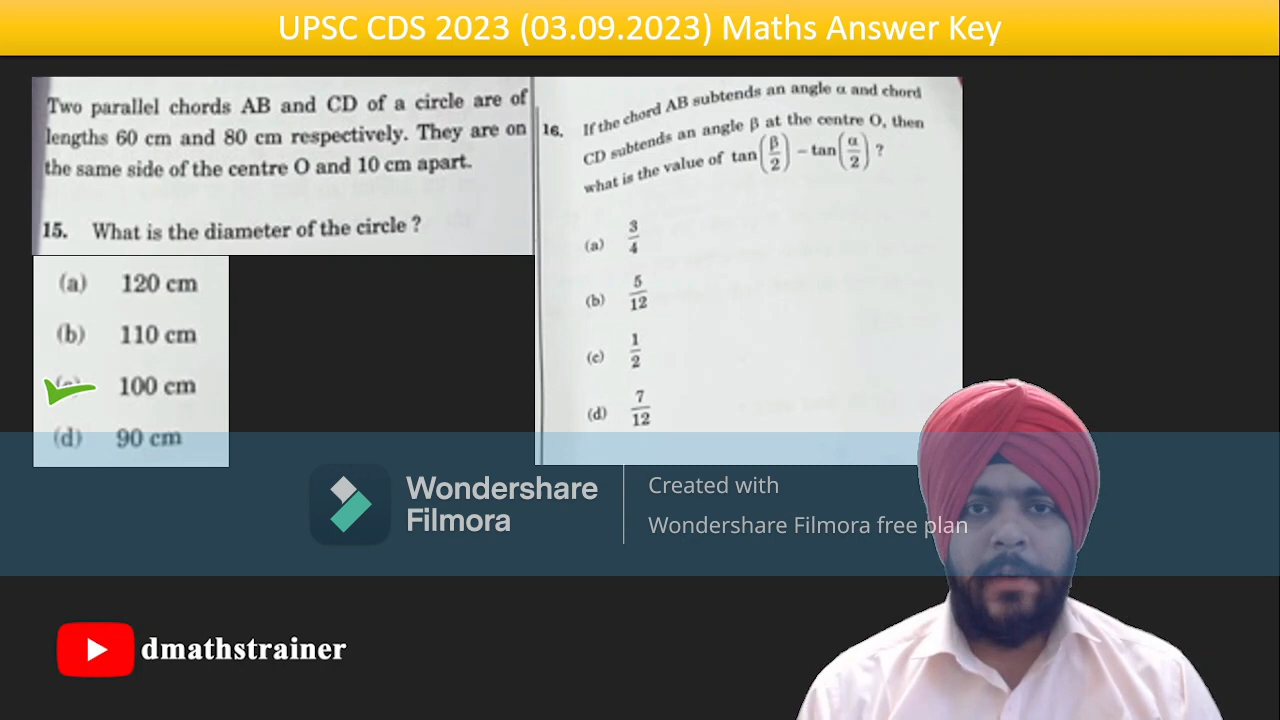 UPSC CDS 2023 (03.09.2023) Maths Answer Key
Two parallel chords AB and CD of a circle are of
lengths 60 cm and 80 cm respectively. They are on
the same side of the centre O and 10 cm apart.
15. What is the diameter of the circle ?
(a) 120 cm
(b) 110 cm
100 cm
(d) 90 cm
16. If the chord AB subtends an angle α and chord
CD subtends an angle β at the centre O, then
what is the value of tan(β/2) – tan(α/2) ?
(a) 3/4
(b) 5/12
(c) 1/2
(d) 7/12
Wondershare
Filmora
Created with
Wondershare Filmora free plan
dmathstrainer